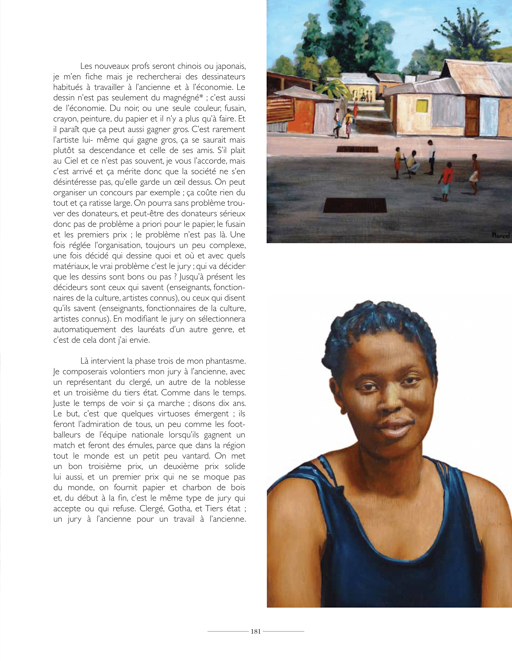 Les nouveaux profs seront chinois ou japonais,
je m'en fiche mais je rechercherai des dessinateurs
habitués à travailler à l'ancienne et à l'économie. Le
dessin n'est pas seulement du magnégné* ; c'est aussi
de l'économie. Du noir, ou une seule couleur, fusain,
crayon, peinture, du papier et il n'y a plus qu'à faire. Et
il paraît que ça peut aussi gagner gros. C'est rarement
l'artiste lui- même qui gagne gros, ça se saurait mais
plutôt sa descendance et celle de ses amis. S'il plait
au Ciel et ce n'est pas souvent, je vous l'accorde, mais
c'est arrivé et ça mérite donc que la société ne s'en
désintéresse pas, qu'elle garde un œil dessus. On peut
organiser un concours par exemple ; ça coûte rien du
tout et ça ratisse large. On pourra sans problème trou-
ver des donateurs, et peut-être des donateurs sérieux
donc pas de problème a priori pour le papier, le fusain
et les premiers prix ; le problème n'est pas là. Une
fois réglée l'organisation, toujours un peu complexe,
une fois décidé qui dessine quoi et où et avec quels
matériaux, le vrai problème c'est le jury ; qui va décider
que les dessins sont bons ou pas ? Jusqu'à présent les
décideurs sont ceux qui savent (enseignants, fonction-
naires de la culture, artistes connus), ou ceux qui disent
qu'ils savent (enseignants, fonctionnaires de la culture,
artistes connus). En modifiant le jury on sélectionnera
automatiquement des lauréats d'un autre genre, et
c'est de cela dont j'ai envie.
Là intervient la phase trois de mon phantasme.
Je composerais volontiers mon jury à l'ancienne, avec
un représentant du clergé, un autre de la noblesse
et un troisième du tiers état. Comme dans le temps.
Juste le temps de voir si ça marche ; disons dix ans.
Le but, c'est que quelques virtuoses émergent ; ils
feront l'admiration de tous, un peu comme les foot-
balleurs de l'équipe nationale lorsqu'ils gagnent un
match et feront des émules, parce que dans la région
tout le monde est un petit peu vantard. On met
un bon troisième prix, un deuxième prix solide
lui aussi, et un premier prix qui ne se moque pas
du monde, on fournit papier et charbon de bois
et, du début à la fin, c'est le même type de jury qui
accepte ou qui refuse. Clergé, Gotha, et Tiers état ;
un jury à l'ancienne pour un travail à l'ancienne.
181